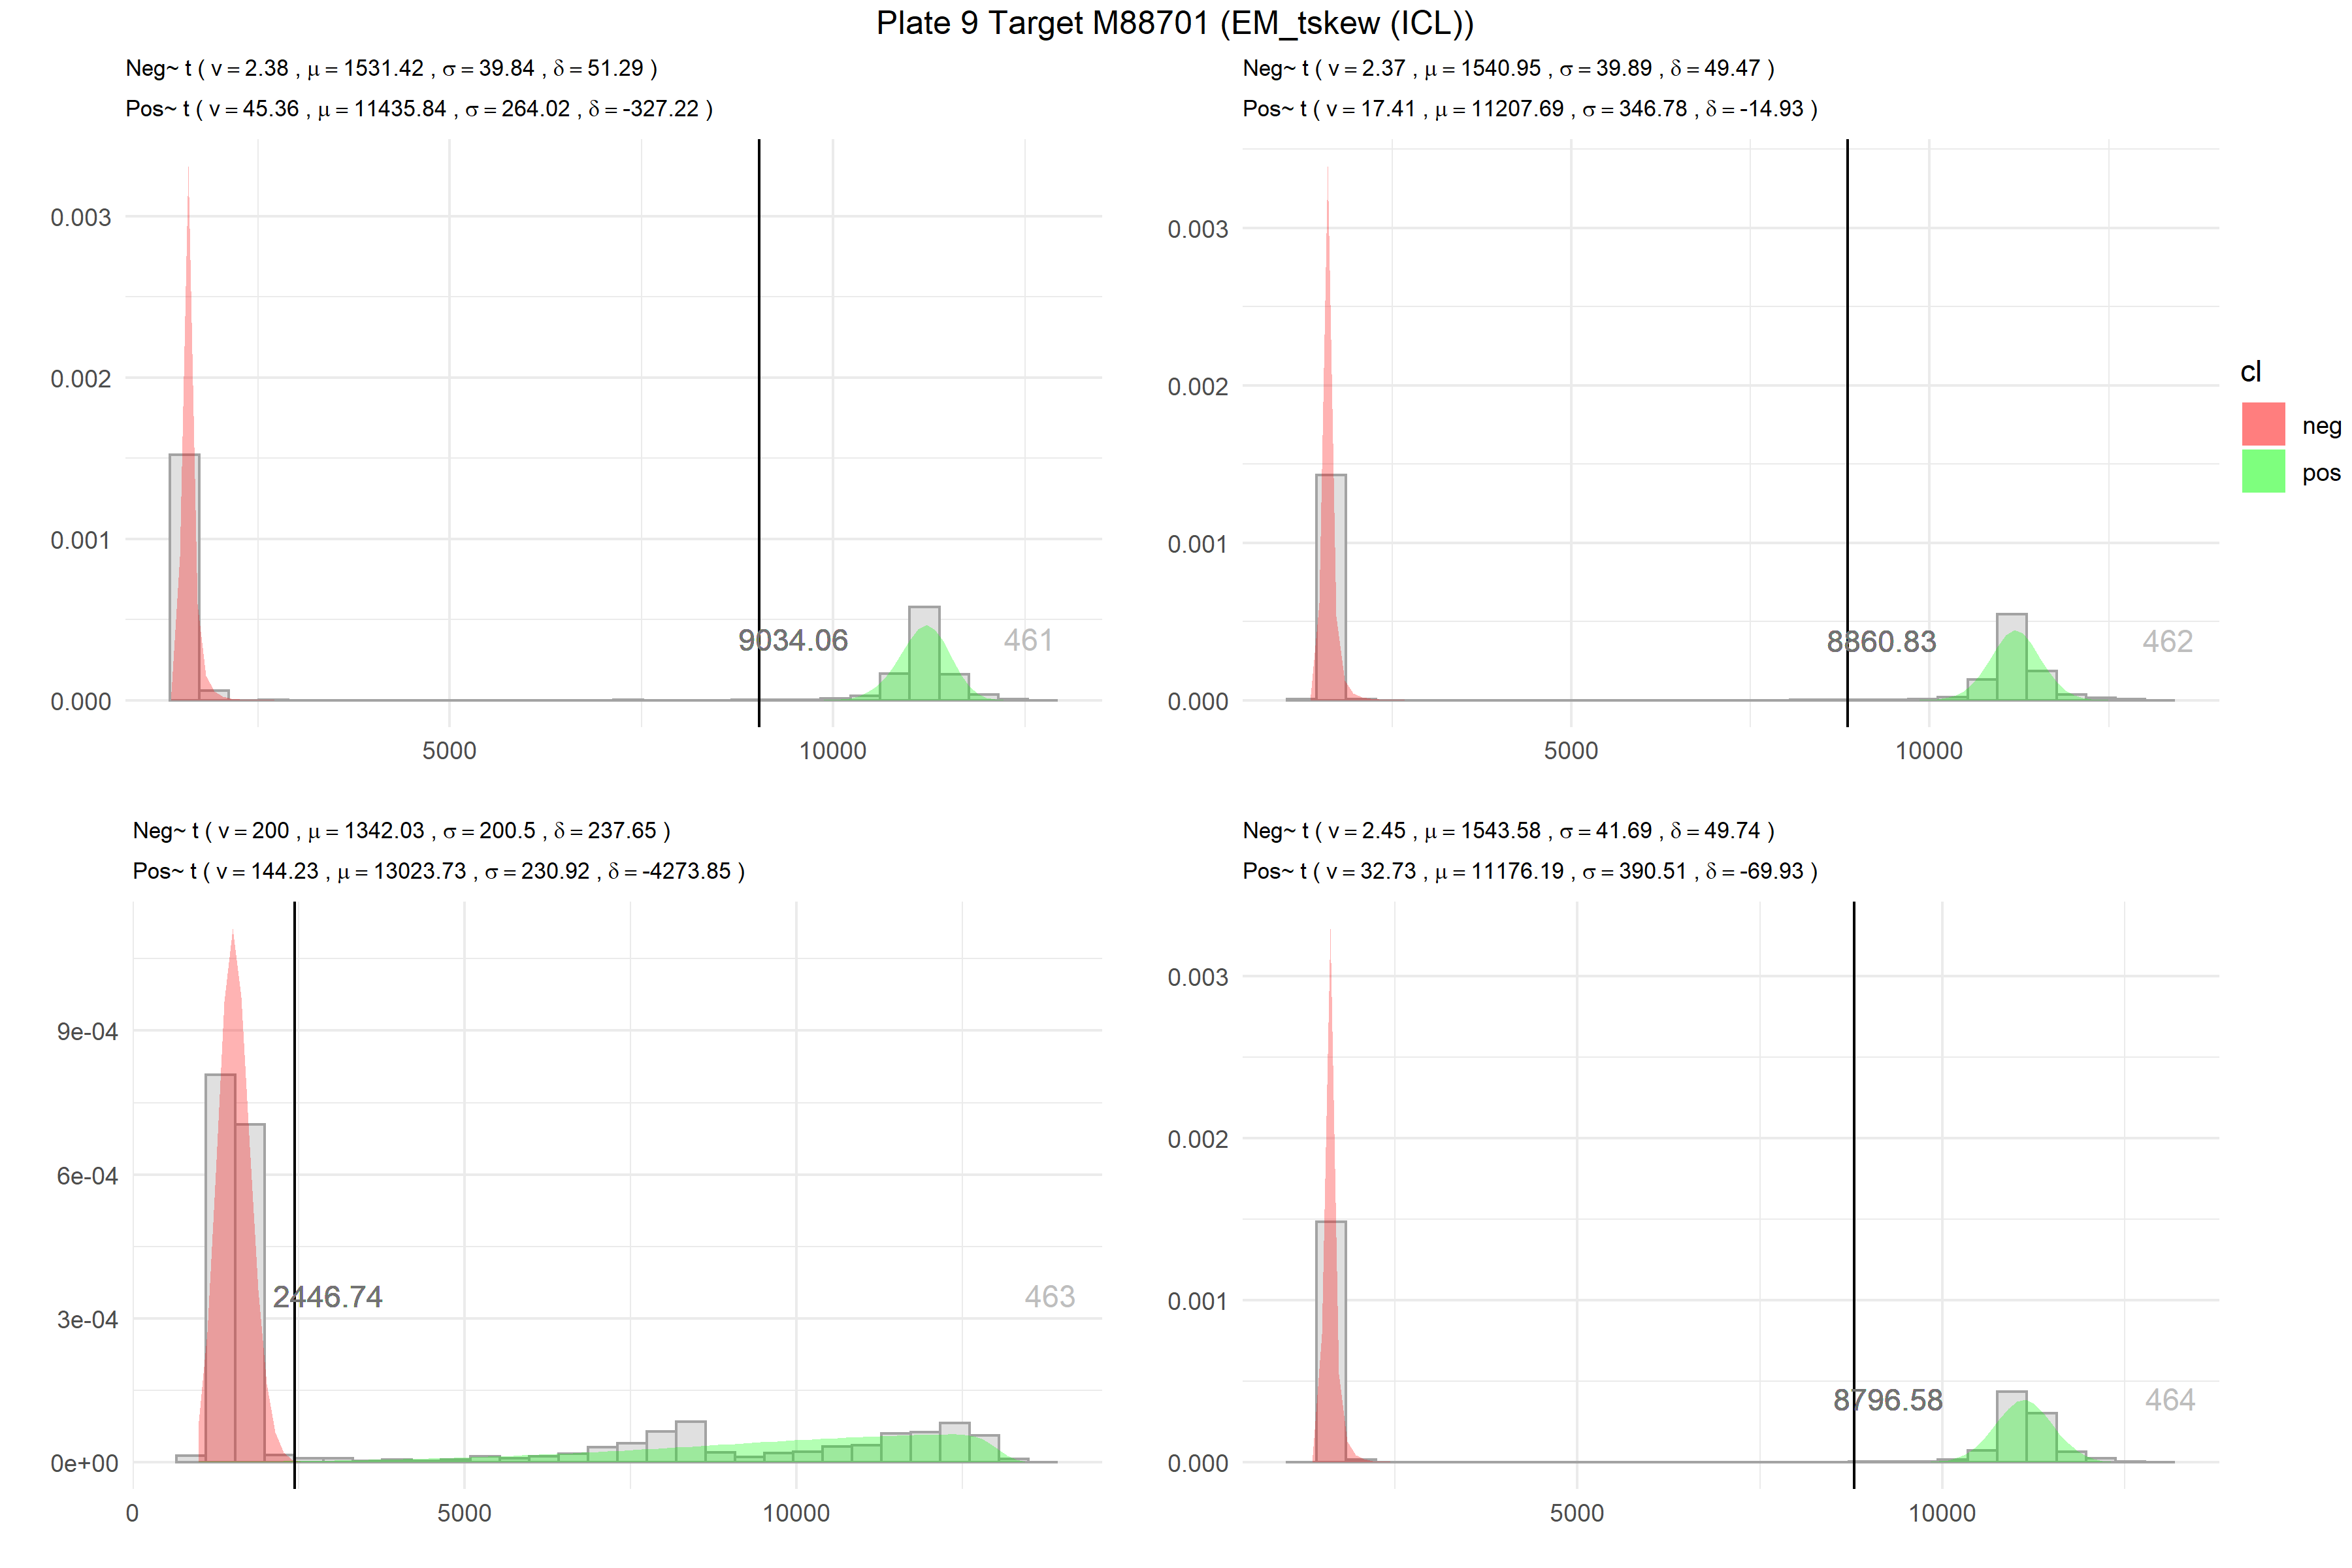 Plate 9 Target M88701 (EM_tskew (ICL))
Neg~ t ( ν = 2.38 , μ = 1531.42 , σ = 39.84 , δ = 51.29 )
Pos~ t ( ν = 45.36 , μ = 11435.84 , σ = 264.02 , δ = -327.22 )
0.003
0.002
0.001
0.000
9034.06
461
5000
10000
Neg~ t ( ν = 2.37 , μ = 1540.95 , σ = 39.89 , δ = 49.47 )
Pos~ t ( ν = 17.41 , μ = 11207.69 , σ = 346.78 , δ = -14.93 )
0.003
0.002
0.001
0.000
8860.83
462
5000
10000
cl
neg
pos
Neg~ t ( ν = 200 , μ = 1342.03 , σ = 200.5 , δ = 237.65 )
Pos~ t ( ν = 144.23 , μ = 13023.73 , σ = 230.92 , δ = -4273.85 )
9e-04
6e-04
3e-04
0e+00
2446.74
463
0
5000
10000
Neg~ t ( ν = 2.45 , μ = 1543.58 , σ = 41.69 , δ = 49.74 )
Pos~ t ( ν = 32.73 , μ = 11176.19 , σ = 390.51 , δ = -69.93 )
0.003
0.002
0.001
0.000
8796.58
464
5000
10000